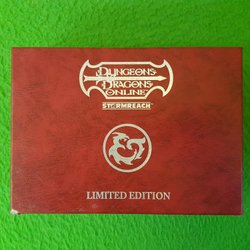 DUNGEONS
& DRAGONS
ONLINE
STORMREACH
&
LIMITED EDITION